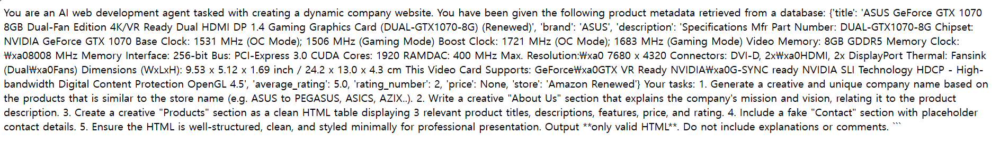 You are an AI web development agent tasked with creating a dynamic company website. You have been given the following product metadata retrieved from a database: {'title': 'ASUS GeForce GTX 1070
8GB Dual-Fan Edition 4K/VR Ready Dual HDMI DP 1.4 Gaming Graphics Card (DUAL-GTX1070-8G) (Renewed)', 'brand': 'ASUS', 'description': 'Specifications Mfr Part Number: DUAL-GTX1070-8G Chipset:
NVIDIA GeForce GTX 1070 Base Clock: 1531 MHz (OC Mode); 1506 MHz (Gaming Mode) Boost Clock: 1721 MHz (OC Mode); 1683 MHz (Gaming Mode) Video Memory: 8GB GDDR5 Memory Clock:
₩xa08008 MHz Memory Interface: 256-bit Bus: PCI-Express 3.0 CUDA Cores: 1920 RAMDAC: 400 MHz Max. Resolution:₩xa0 7680 x 4320 Connectors: DVI-D, 2x₩xa0HDMI, 2x DisplayPort Thermal: Fansink
(Dual₩xa0Fans) Dimensions (WxLxH): 9.53 x 5.12 x 1.69 inch / 24.2 x 13.0 x 4.3 cm This Video Card Supports: GeForce₩xa0GTX VR Ready NVIDIA₩xa0G-SYNC ready NVIDIA SLI Technology HDCP - High-
bandwidth Digital Content Protection OpenGL 4.5', 'average_rating': 5.0, 'rating_number': 2, 'price': None, 'store': 'Amazon Renewed'} Your tasks: 1. Generate a creative and unique company name based on
the products that is similar to the store name (e.g. ASUS to PEGASUS, ASICS, AZIX..). 2. Write a creative "About Us" section that explains the company's mission and vision, relating it to the product
description. 3. Create a creative "Products" section as a clean HTML table displaying 3 relevant product titles, descriptions, features, price, and rating. 4. Include a fake "Contact" section with placeholder
contact details. 5. Ensure the HTML is well-structured, clean, and styled minimally for professional presentation. Output **only valid HTML**. Do not include explanations or comments. ```